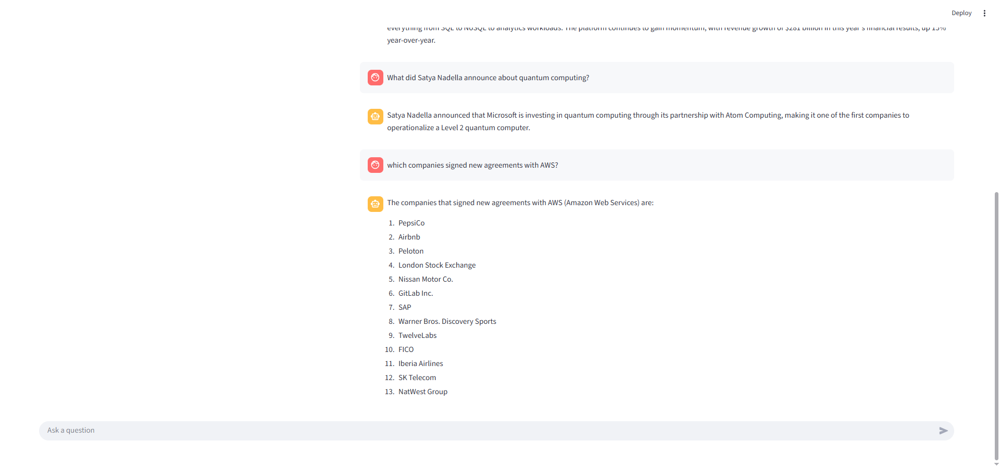 Deploy
everything from SQL to NoSQL to analytics workloads. The platform continues to gain momentum, with revenue growth of $281 billion in this year's financial results, up 15%
year-over-year.
What did Satya Nadella announce about quantum computing?
Satya Nadella announced that Microsoft is investing in quantum computing through its partnership with Atom Computing, making it one of the first companies to
operationalize a Level 2 quantum computer.
which companies signed new agreements with AWS?
The companies that signed new agreements with AWS (Amazon Web Services) are:
1. PepsiCo
2. Airbnb
3. Peloton
4. London Stock Exchange
5. Nissan Motor Co.
6. GitLab Inc.
7. SAP
8. Warner Bros. Discovery Sports
9. TwelveLabs
10. FICO
11. Iberia Airlines
12. SK Telecom
13. NatWest Group
Ask a question